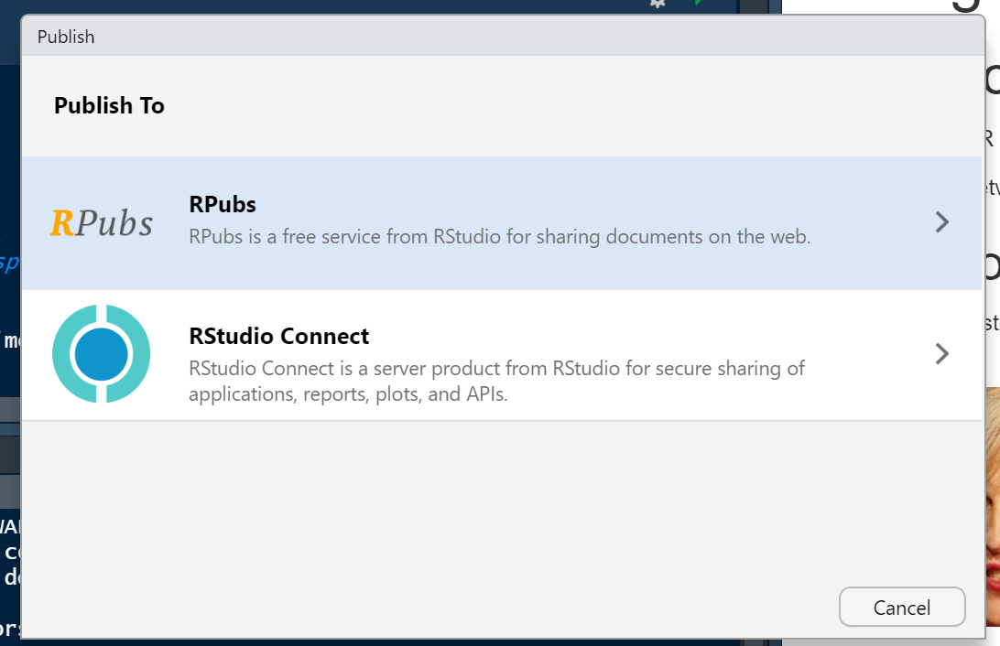 Publish
Publish To
RPubs
RPubs
RPubs is a free service from RStudio for sharing documents on the web.
RStudio Connect
RStudio Connect is a server product from RStudio for secure sharing of
applications, reports, plots, and APIs.
Cancel